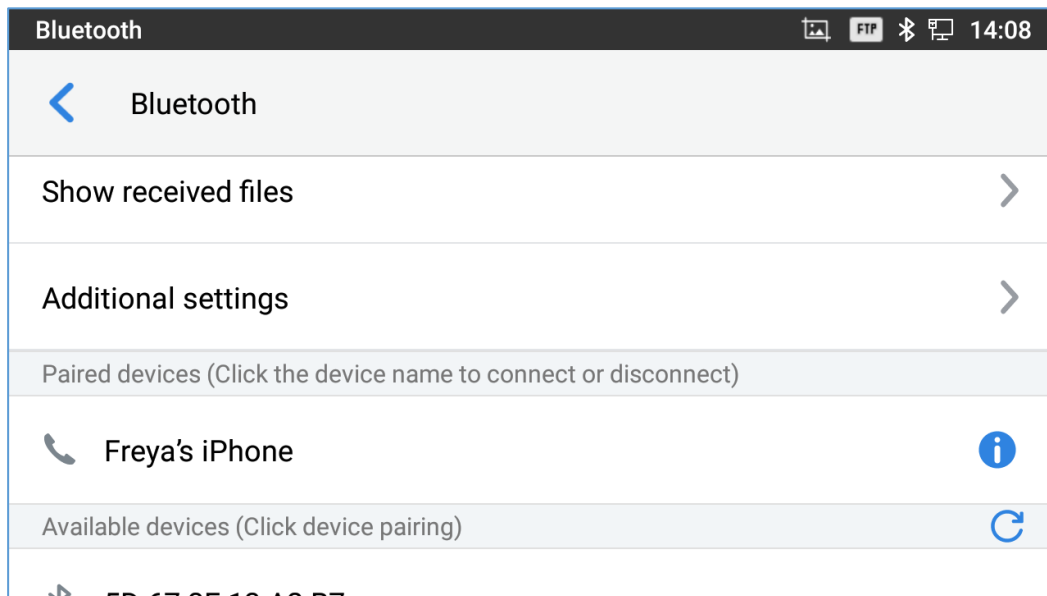 Bluetooth FTP 14:08
Bluetooth
Show received files
Additional settings
Paired devices (Click the device name to connect or disconnect)
Freya’s iPhone
Available devices (Click device pairing)